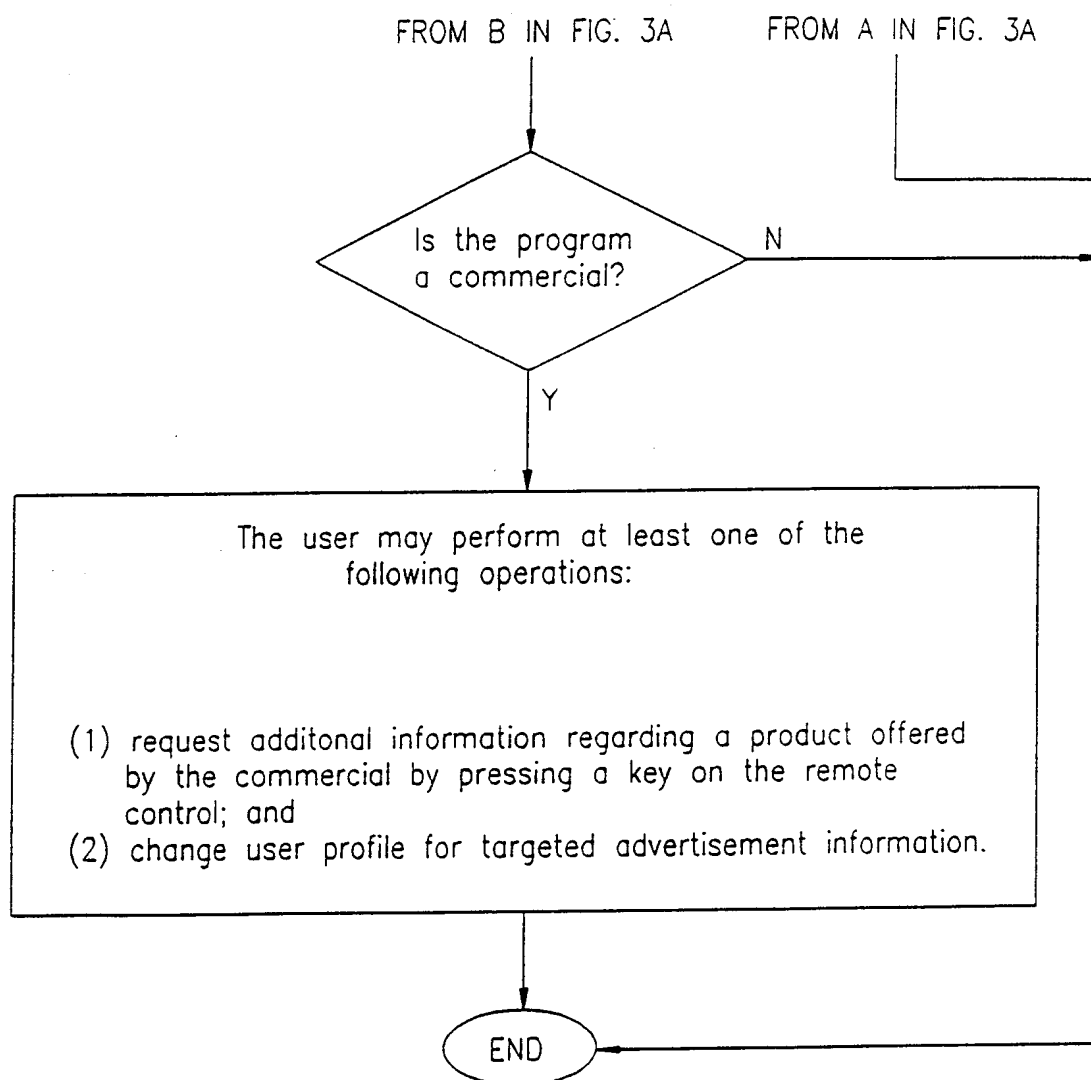 FROM B IN FIG. 3A
FROM A IN FIG. 3A
Is the program
a commercial?
N
Y
The user may perform at least one of the
following operations:
(1) request additonal information regarding a product offered
by the commercial by pressing a key on the remote
control; and
(2) change user profile for targeted advertisement information.
END